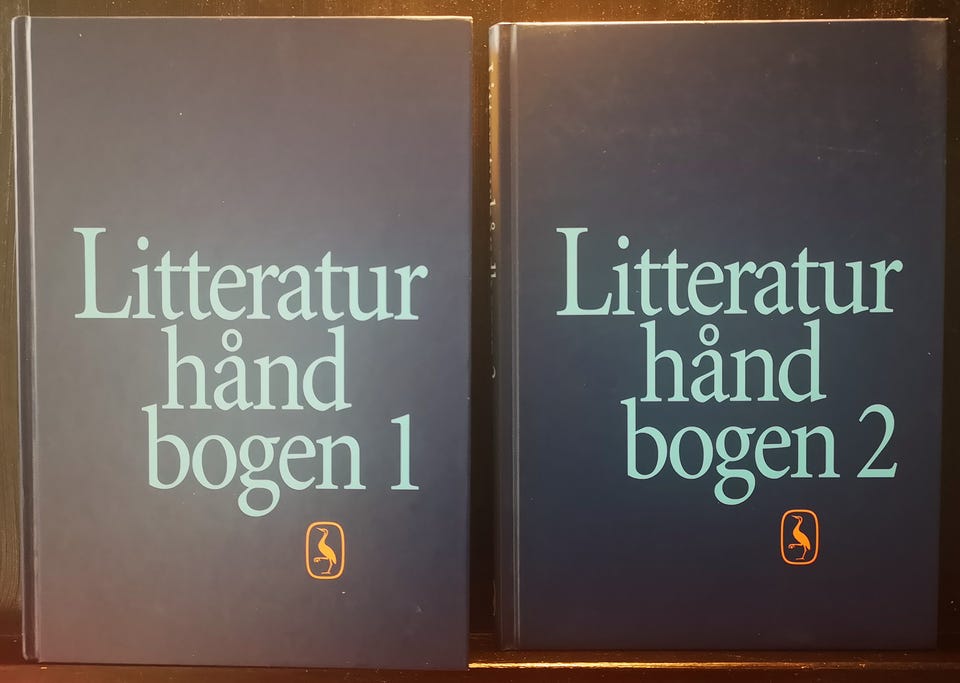 Litteratur
hånd
bogen 1
Litteratur
hånd
bogen 2